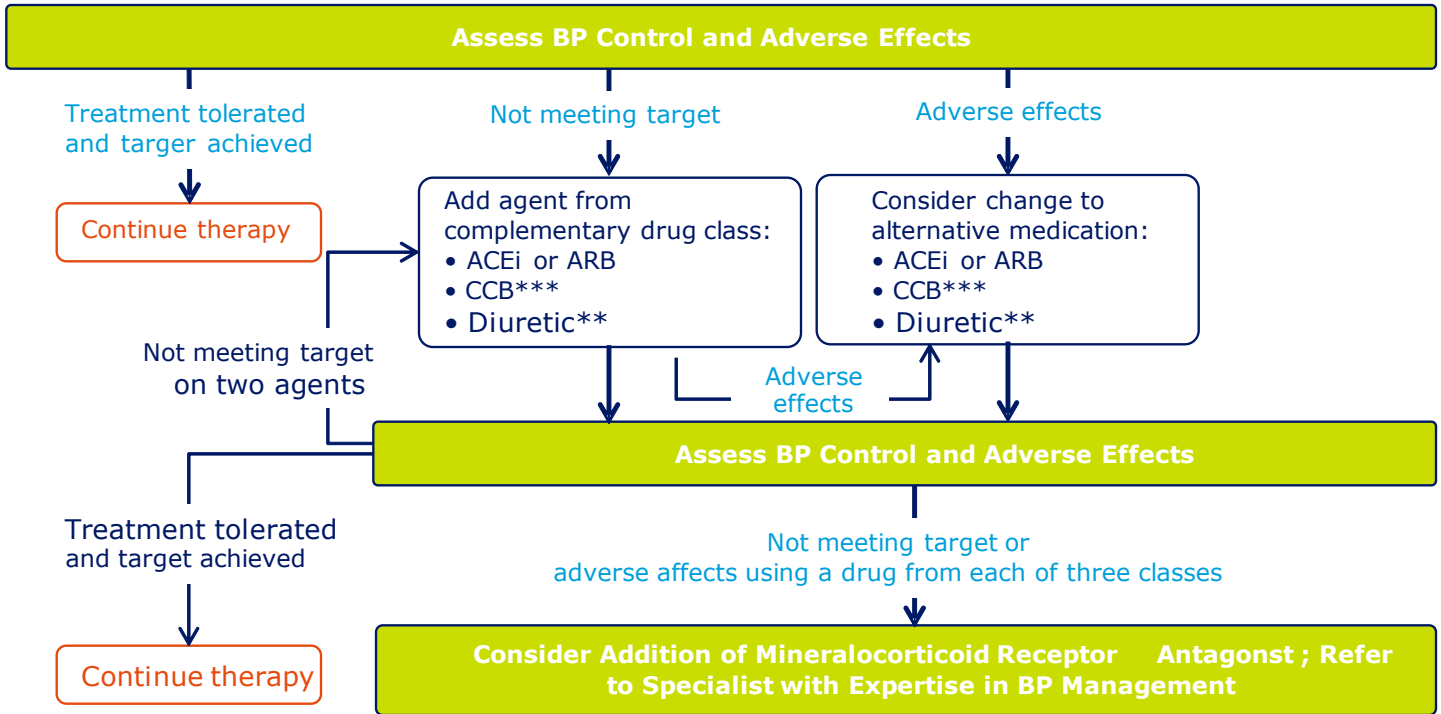 Assess BP Control and Adverse Effects
Treatment tolerated
and targer achieved
Not meeting target
Adverse effects
Continue therapy
Add agent from
complementary drug class:
• ACEi or ARB
• CCB***
• Diuretic**
Consider change to
alternative medication:
• ACEi or ARB
• CCB***
• Diuretic**
Not meeting target
on two agents
Adverse
effects
Assess BP Control and Adverse Effects
Treatment tolerated
and target achieved
Not meeting target or
adverse affects using a drug from each of three classes
Continue therapy
Consider Addition of Mineralocorticoid Receptor Antagonst ; Refer
to Specialist with Expertise in BP Management